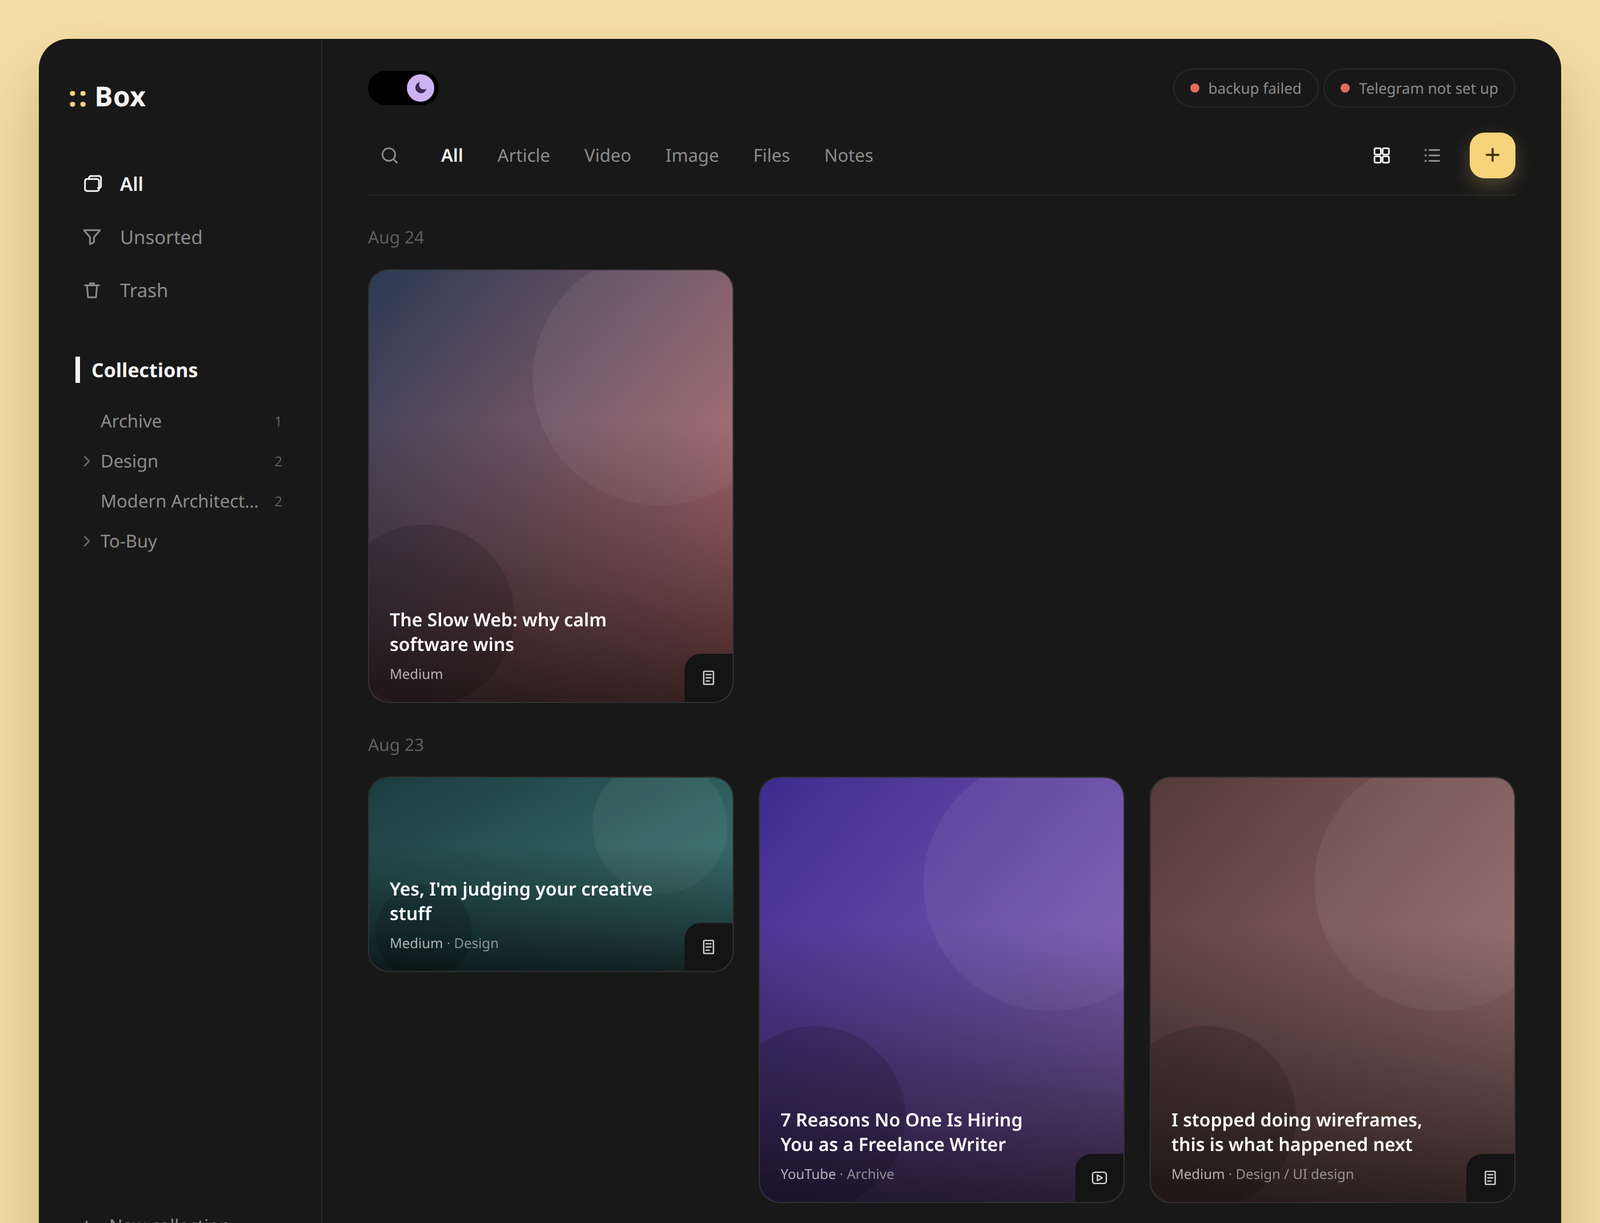 :: Box
All
Unsorted
Trash
Collections
Archive 1
Design 2
Modern Architect... 2
To-Buy
New collection
backup failed
Telegram not set up
All Article Video Image Files Notes
Aug 24
The Slow Web: why calm
software wins
Medium
Aug 23
Yes, I'm judging your creative
stuff
Medium · Design
7 Reasons No One Is Hiring
You as a Freelance Writer
YouTube · Archive
I stopped doing wireframes,
this is what happened next
Medium · Design / UI design